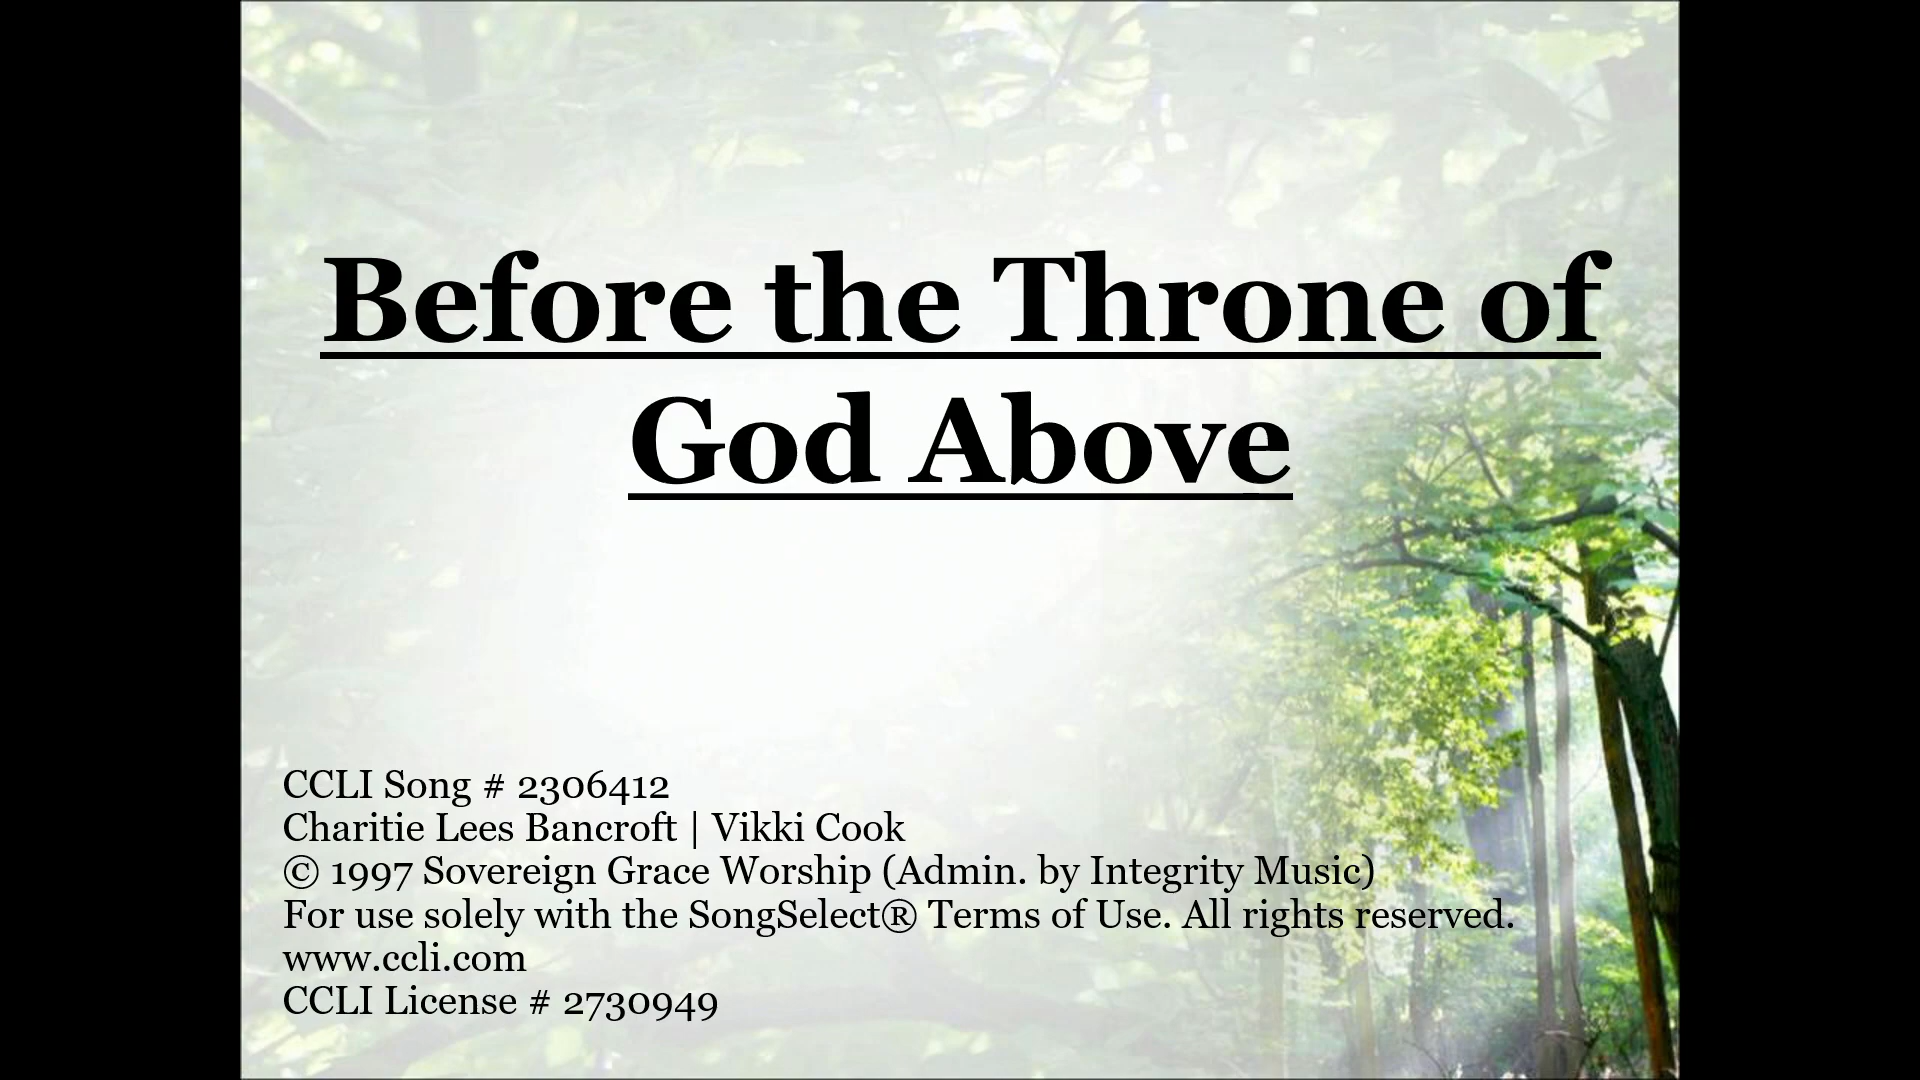 Before the Throne of
God Above
CCLI Song # 2306412
Charitie Lees Bancroft | Vikki Cook
© 1997 Sovereign Grace Worship (Admin. by Integrity Music)
For use solely with the SongSelect® Terms of Use. All rights reserved.
www.ccli.com
CCLI License # 2730949